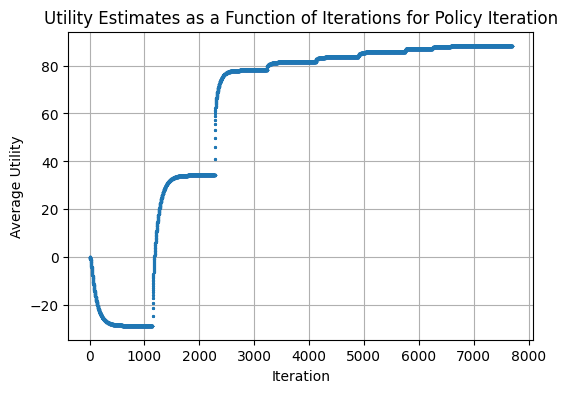 Utility Estimates as a Function of Iterations for Policy Iteration
80
60
40
20
0
−20
Average Utility
0 1000 2000 3000 4000 5000 6000 7000 8000
Iteration